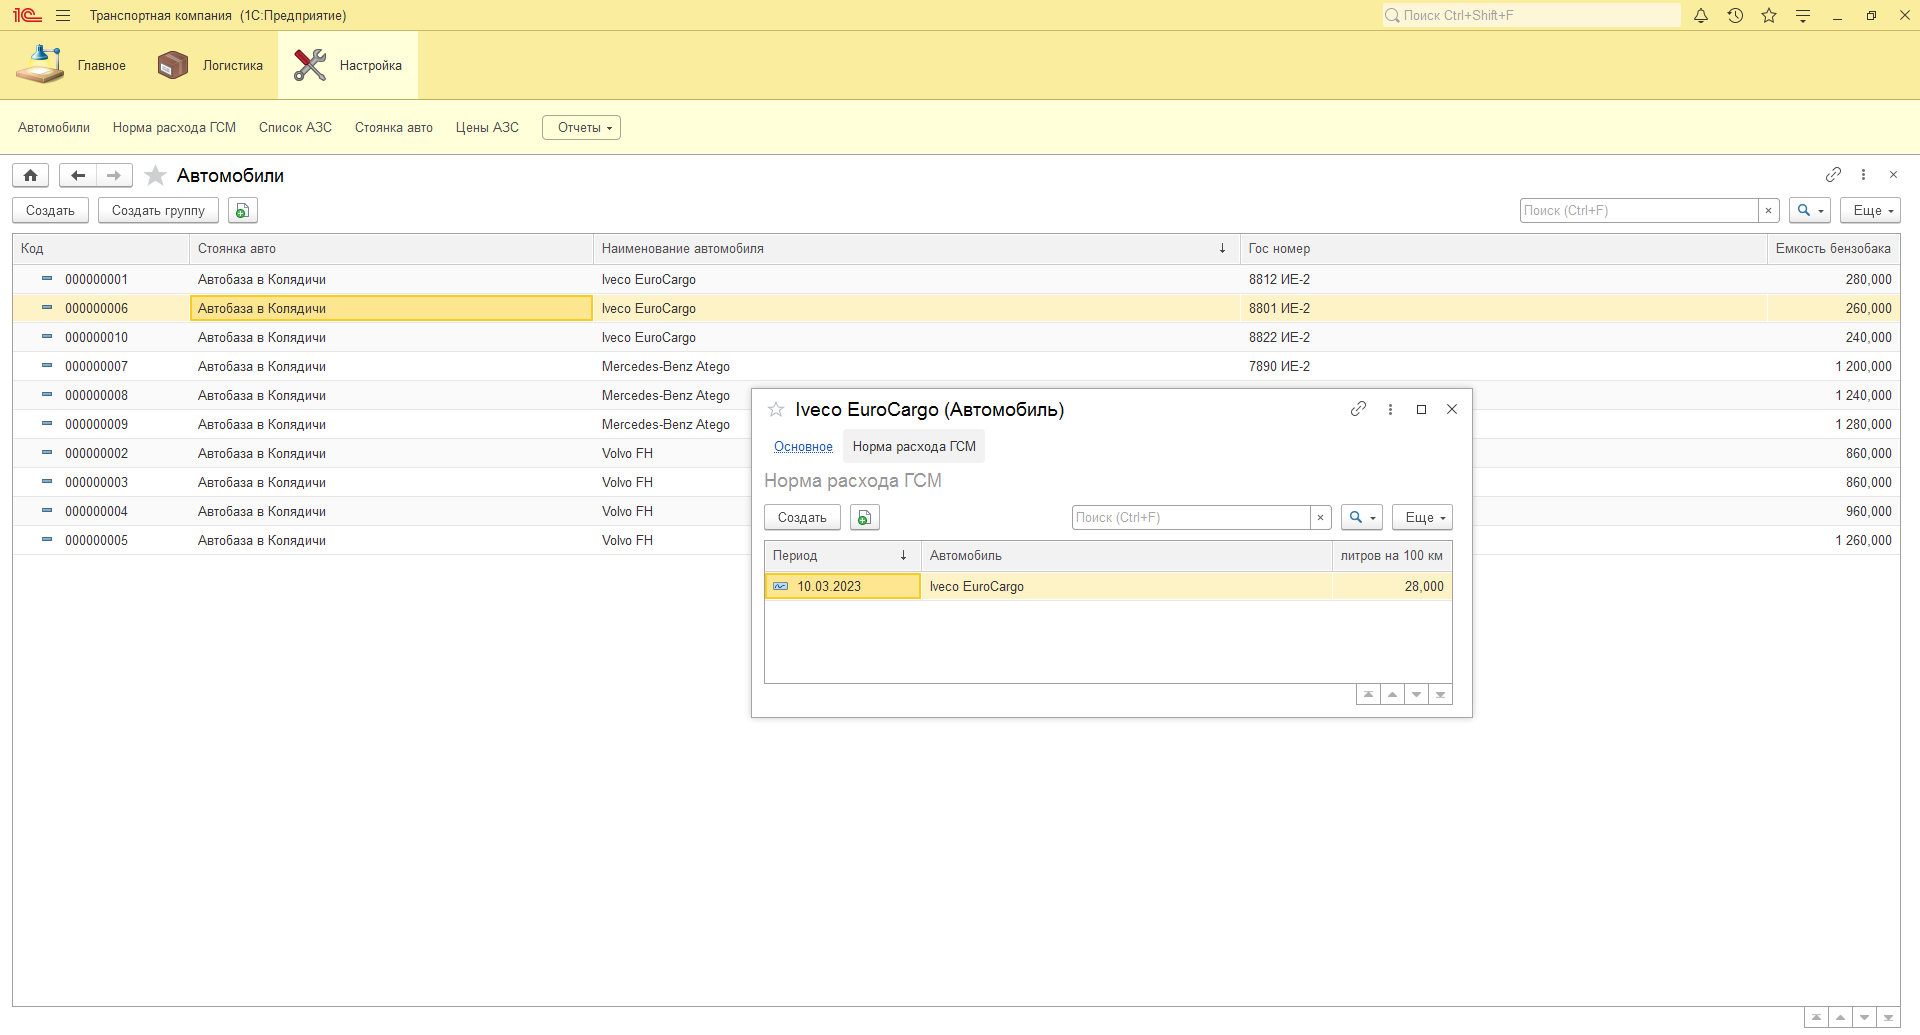 1С Транспортная компания (1С:Предприятие) Поиск Ctrl+Shift+F
Главное Логистика Настройка
Автомобили Норма расхода ГСМ Список АЗС Стоянка авто Цены АЗС Отчеты
Автомобили
Создать Создать группу Поиск (Ctrl+F) × Еще
Код Стоянка авто Наименование автомобиля ↓ Гос номер Емкость бензобака
000000001 Автобаза в Колядичи Iveco EuroCargo 8812 ИЕ-2 280,000
000000006 Автобаза в Колядичи Iveco EuroCargo 8801 ИЕ-2 260,000
000000010 Автобаза в Колядичи Iveco EuroCargo 8822 ИЕ-2 240,000
000000007 Автобаза в Колядичи Mercedes-Benz Atego 7890 ИЕ-2 1 200,000
000000008 Автобаза в Колядичи Mercedes-Benz Atego 1 240,000
000000009 Автобаза в Колядичи Mercedes-Benz Atego 1 280,000
000000002 Автобаза в Колядичи Volvo FH 860,000
000000003 Автобаза в Колядичи Volvo FH 860,000
000000004 Автобаза в Колядичи Volvo FH 960,000
000000005 Автобаза в Колядичи Volvo FH 1 260,000
Iveco EuroCargo (Автомобиль)
Основное Норма расхода ГСМ
Норма расхода ГСМ
Создать Поиск (Ctrl+F) × Еще
Период ↓ Автомобиль литров на 100 км
10.03.2023 Iveco EuroCargo 28,000